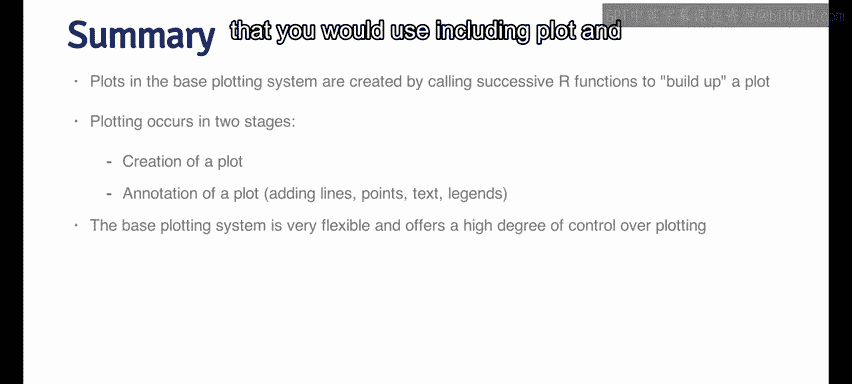 Summary that you would use including plot and
· Plots in the base plotting system are created by calling successive R functions to "build up" a plot
· Plotting occurs in two stages:
- Creation of a plot
- Annotation of a plot (adding lines, points, text, legends)
· The base plotting system is very flexible and offers a high degree of control over plotting